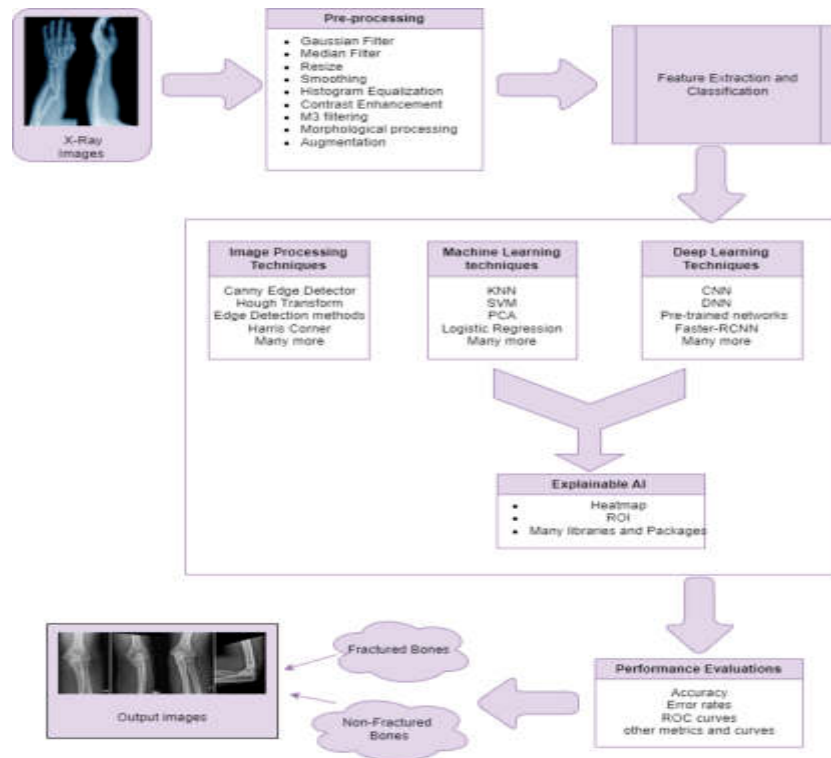 X-Ray
Images
Pre-processing
Gaussian Filter
Median Filter
Resize
Smoothing
Histogram Equalization
Contrast Enhancement
M3 filtering
Morphological processing
Augmentation
Feature Extraction and
Classification
Image Processing
Techniques
Canny Edge Detector
Hough Transform
Edge Detection methods
Harris Corner
Many more
Machine Learning
techniques
KNN
SVM
PCA
Logistic Regression
Many more
Deep Learning
Techniques
CNN
DNN
Pre-trained networks
Faster-RCNN
Many more
Explainable AI
Heatmap
ROI
Many libraries and Packages
Performance Evaluations
Accuracy
Error rates
ROC curves
other metrics and curves
Fractured Bones
Non-Fractured
Bones
Output images